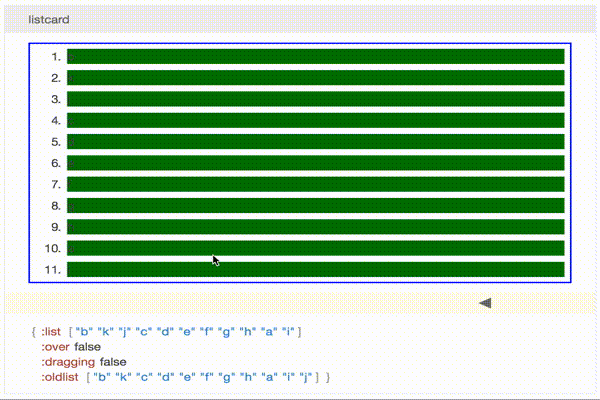 listcard
1.
2.
3.
4.
5.
6.
7.
8.
9.
10.
11.
{ :list ["b" "k" "j" "c" "d" "e" "f" "g" "h" "a" "i"]
:over false
:dragging false
:oldlist ["b" "k" "c" "d" "e" "f" "g" "h" "a" "i" "j"] }